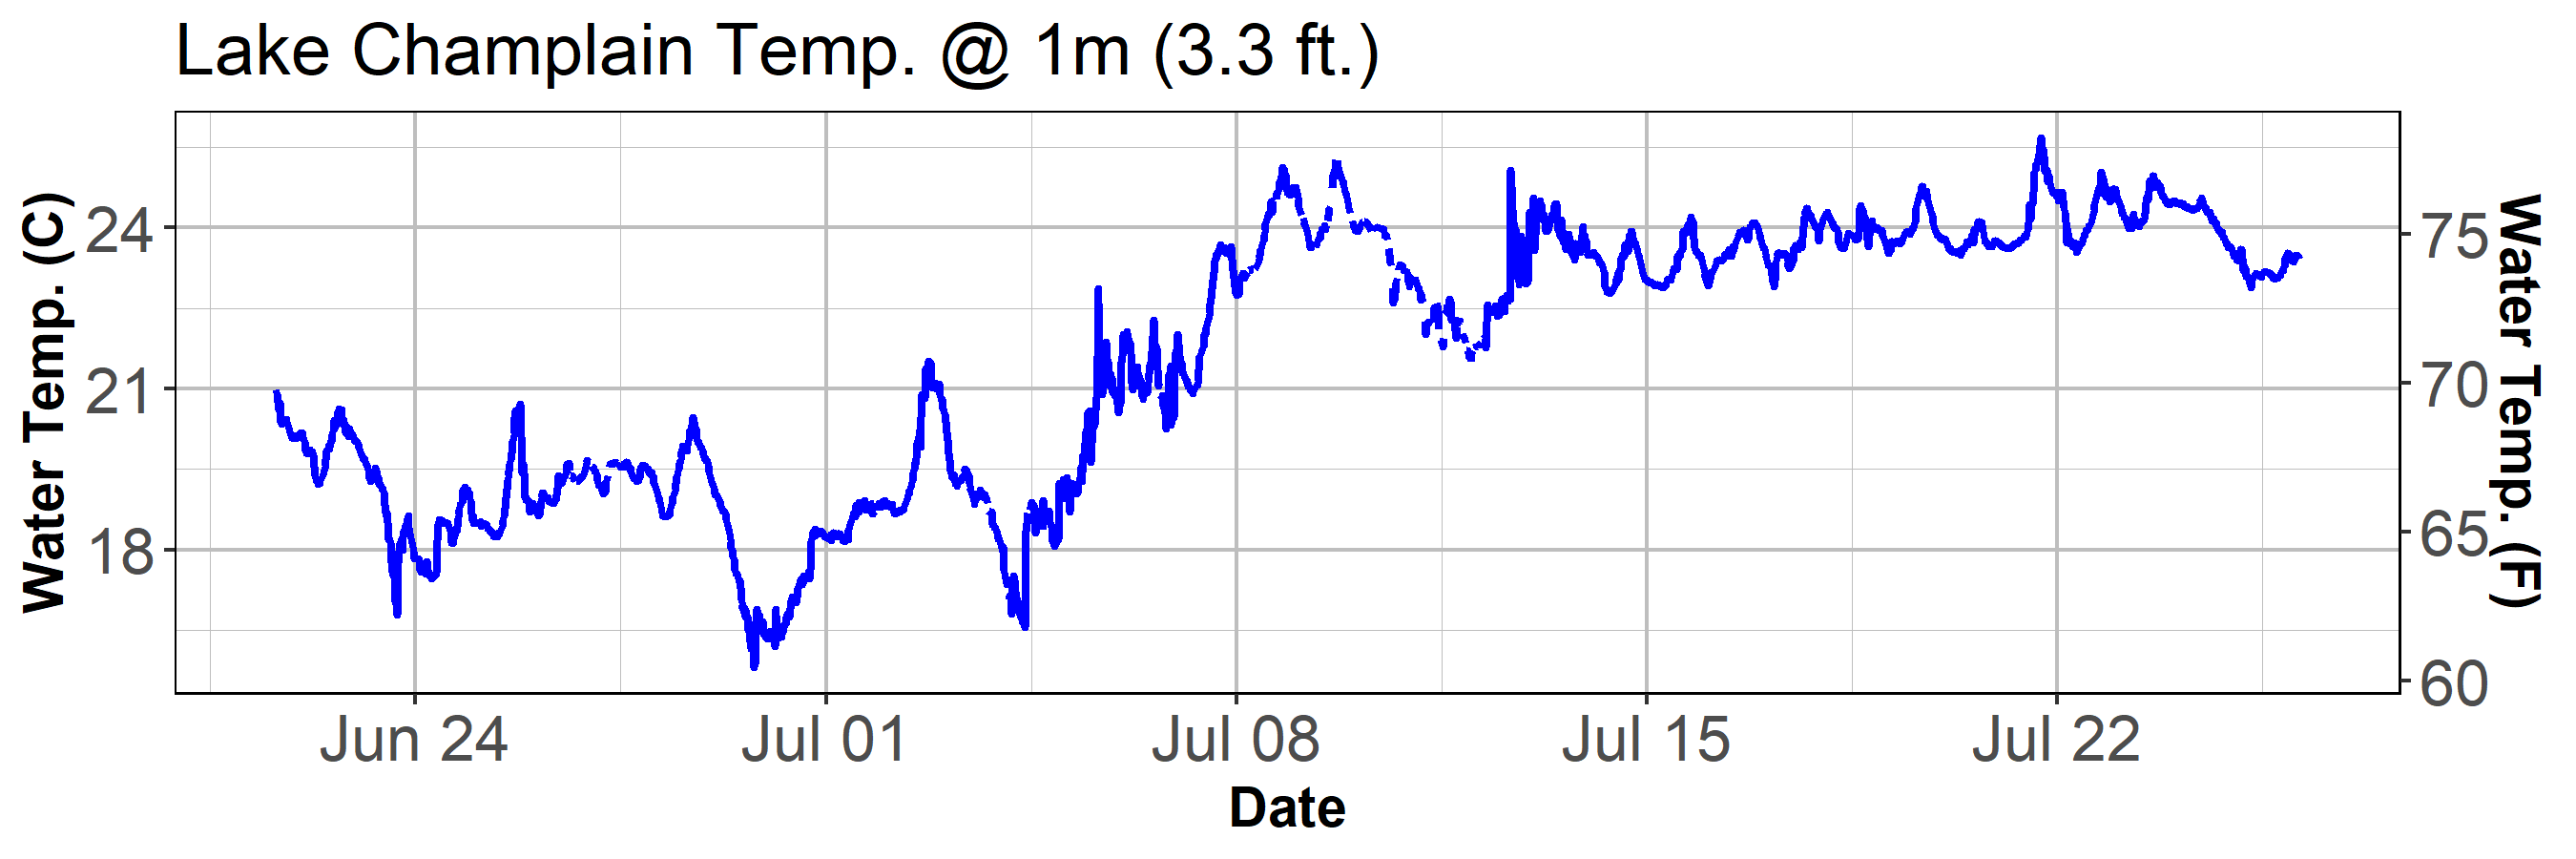 Lake Champlain Temp. @ 1m (3.3 ft.)
Water Temp. (C)
24
21
18
75
70
65
60
Water Temp. (F)
Jun 24
Jul 01
Jul 08
Jul 15
Jul 22
Date